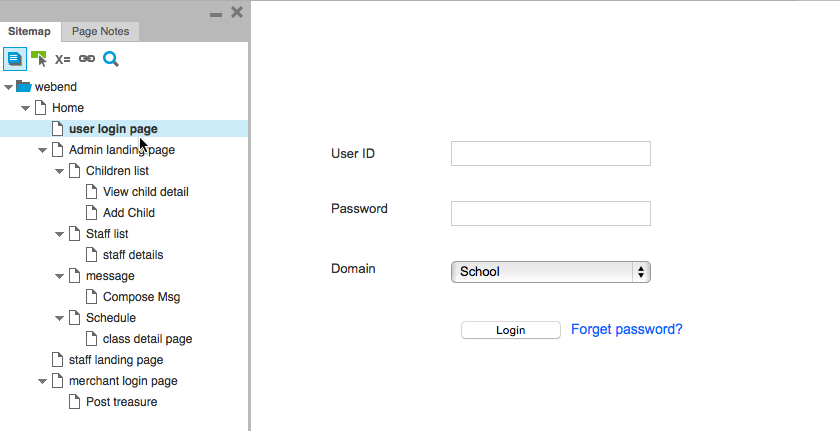 Sitemap Page Notes
X=
webend
Home
user login page
Admin landing page
Children list
View child detail
Add Child
Staff list
staff details
message
Compose Msg
Schedule
class detail page
staff landing page
merchant login page
Post treasure
User ID
Password
Domain School
Login Forget password?